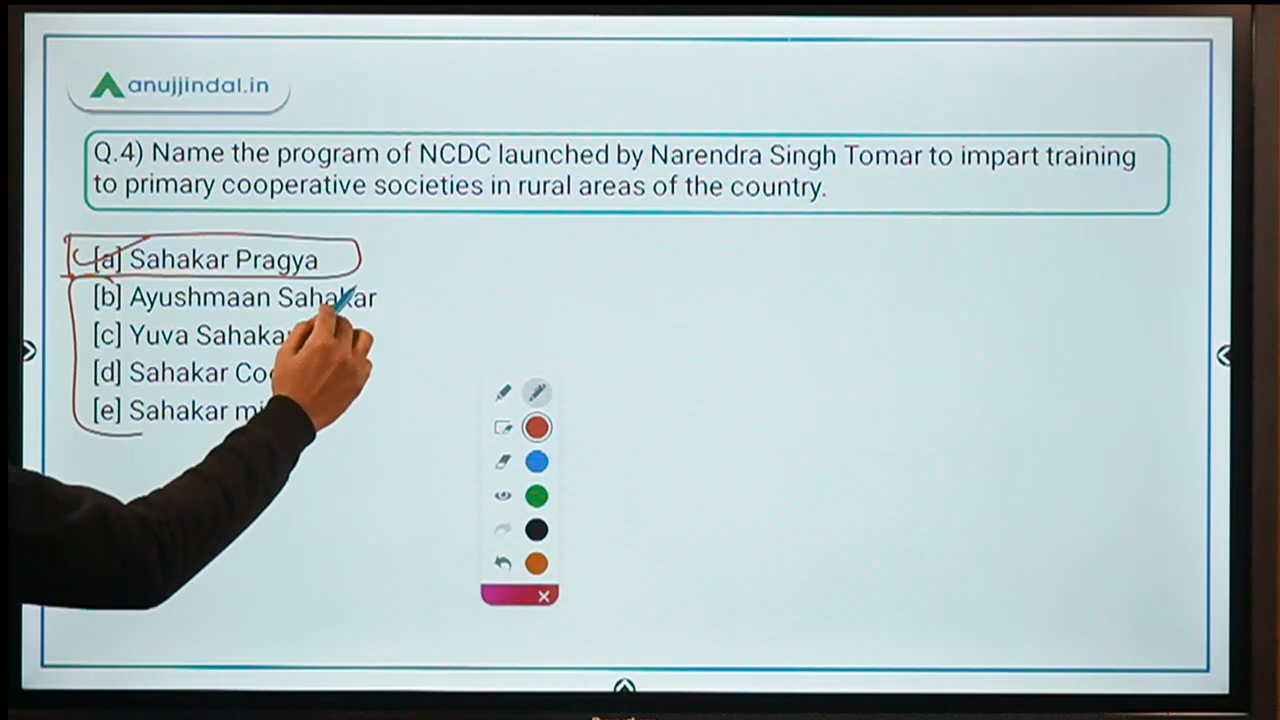 anujjindal.in
Q.4) Name the program of NCDC launched by Narendra Singh Tomar to impart training
to primary cooperative societies in rural areas of the country.
[a] Sahakar Pragya
[b] Ayushmaan Sahakar
[c] Yuva
[d] Sahakar
[e] Sahakar